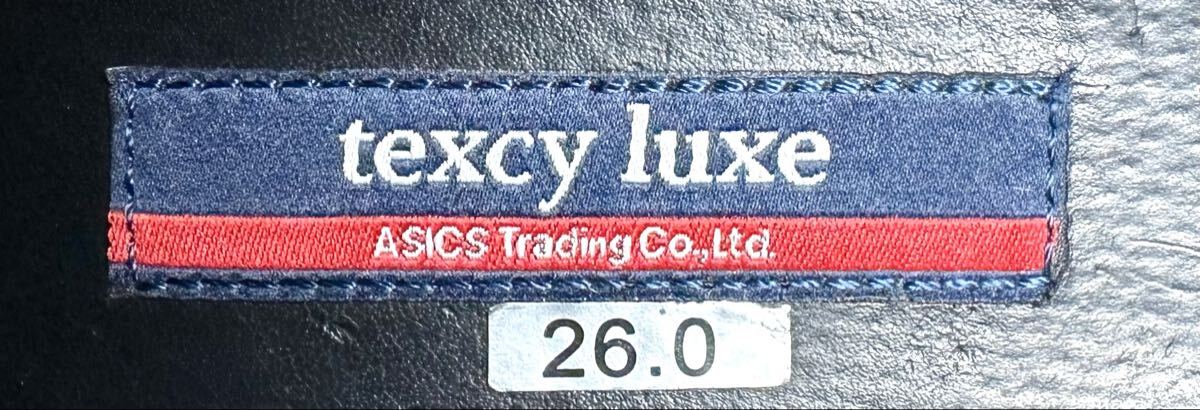 texcy luxe
ASICS Trading Co.,Ltd.
26.0